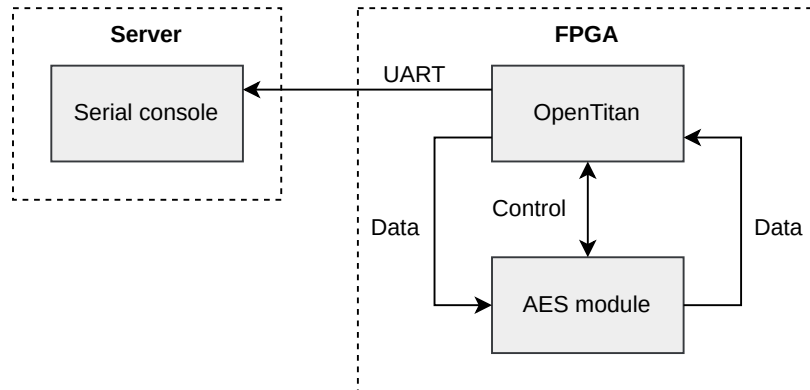 Server
FPGA
UART
Serial console
OpenTitan
Data
Control
Data
AES module